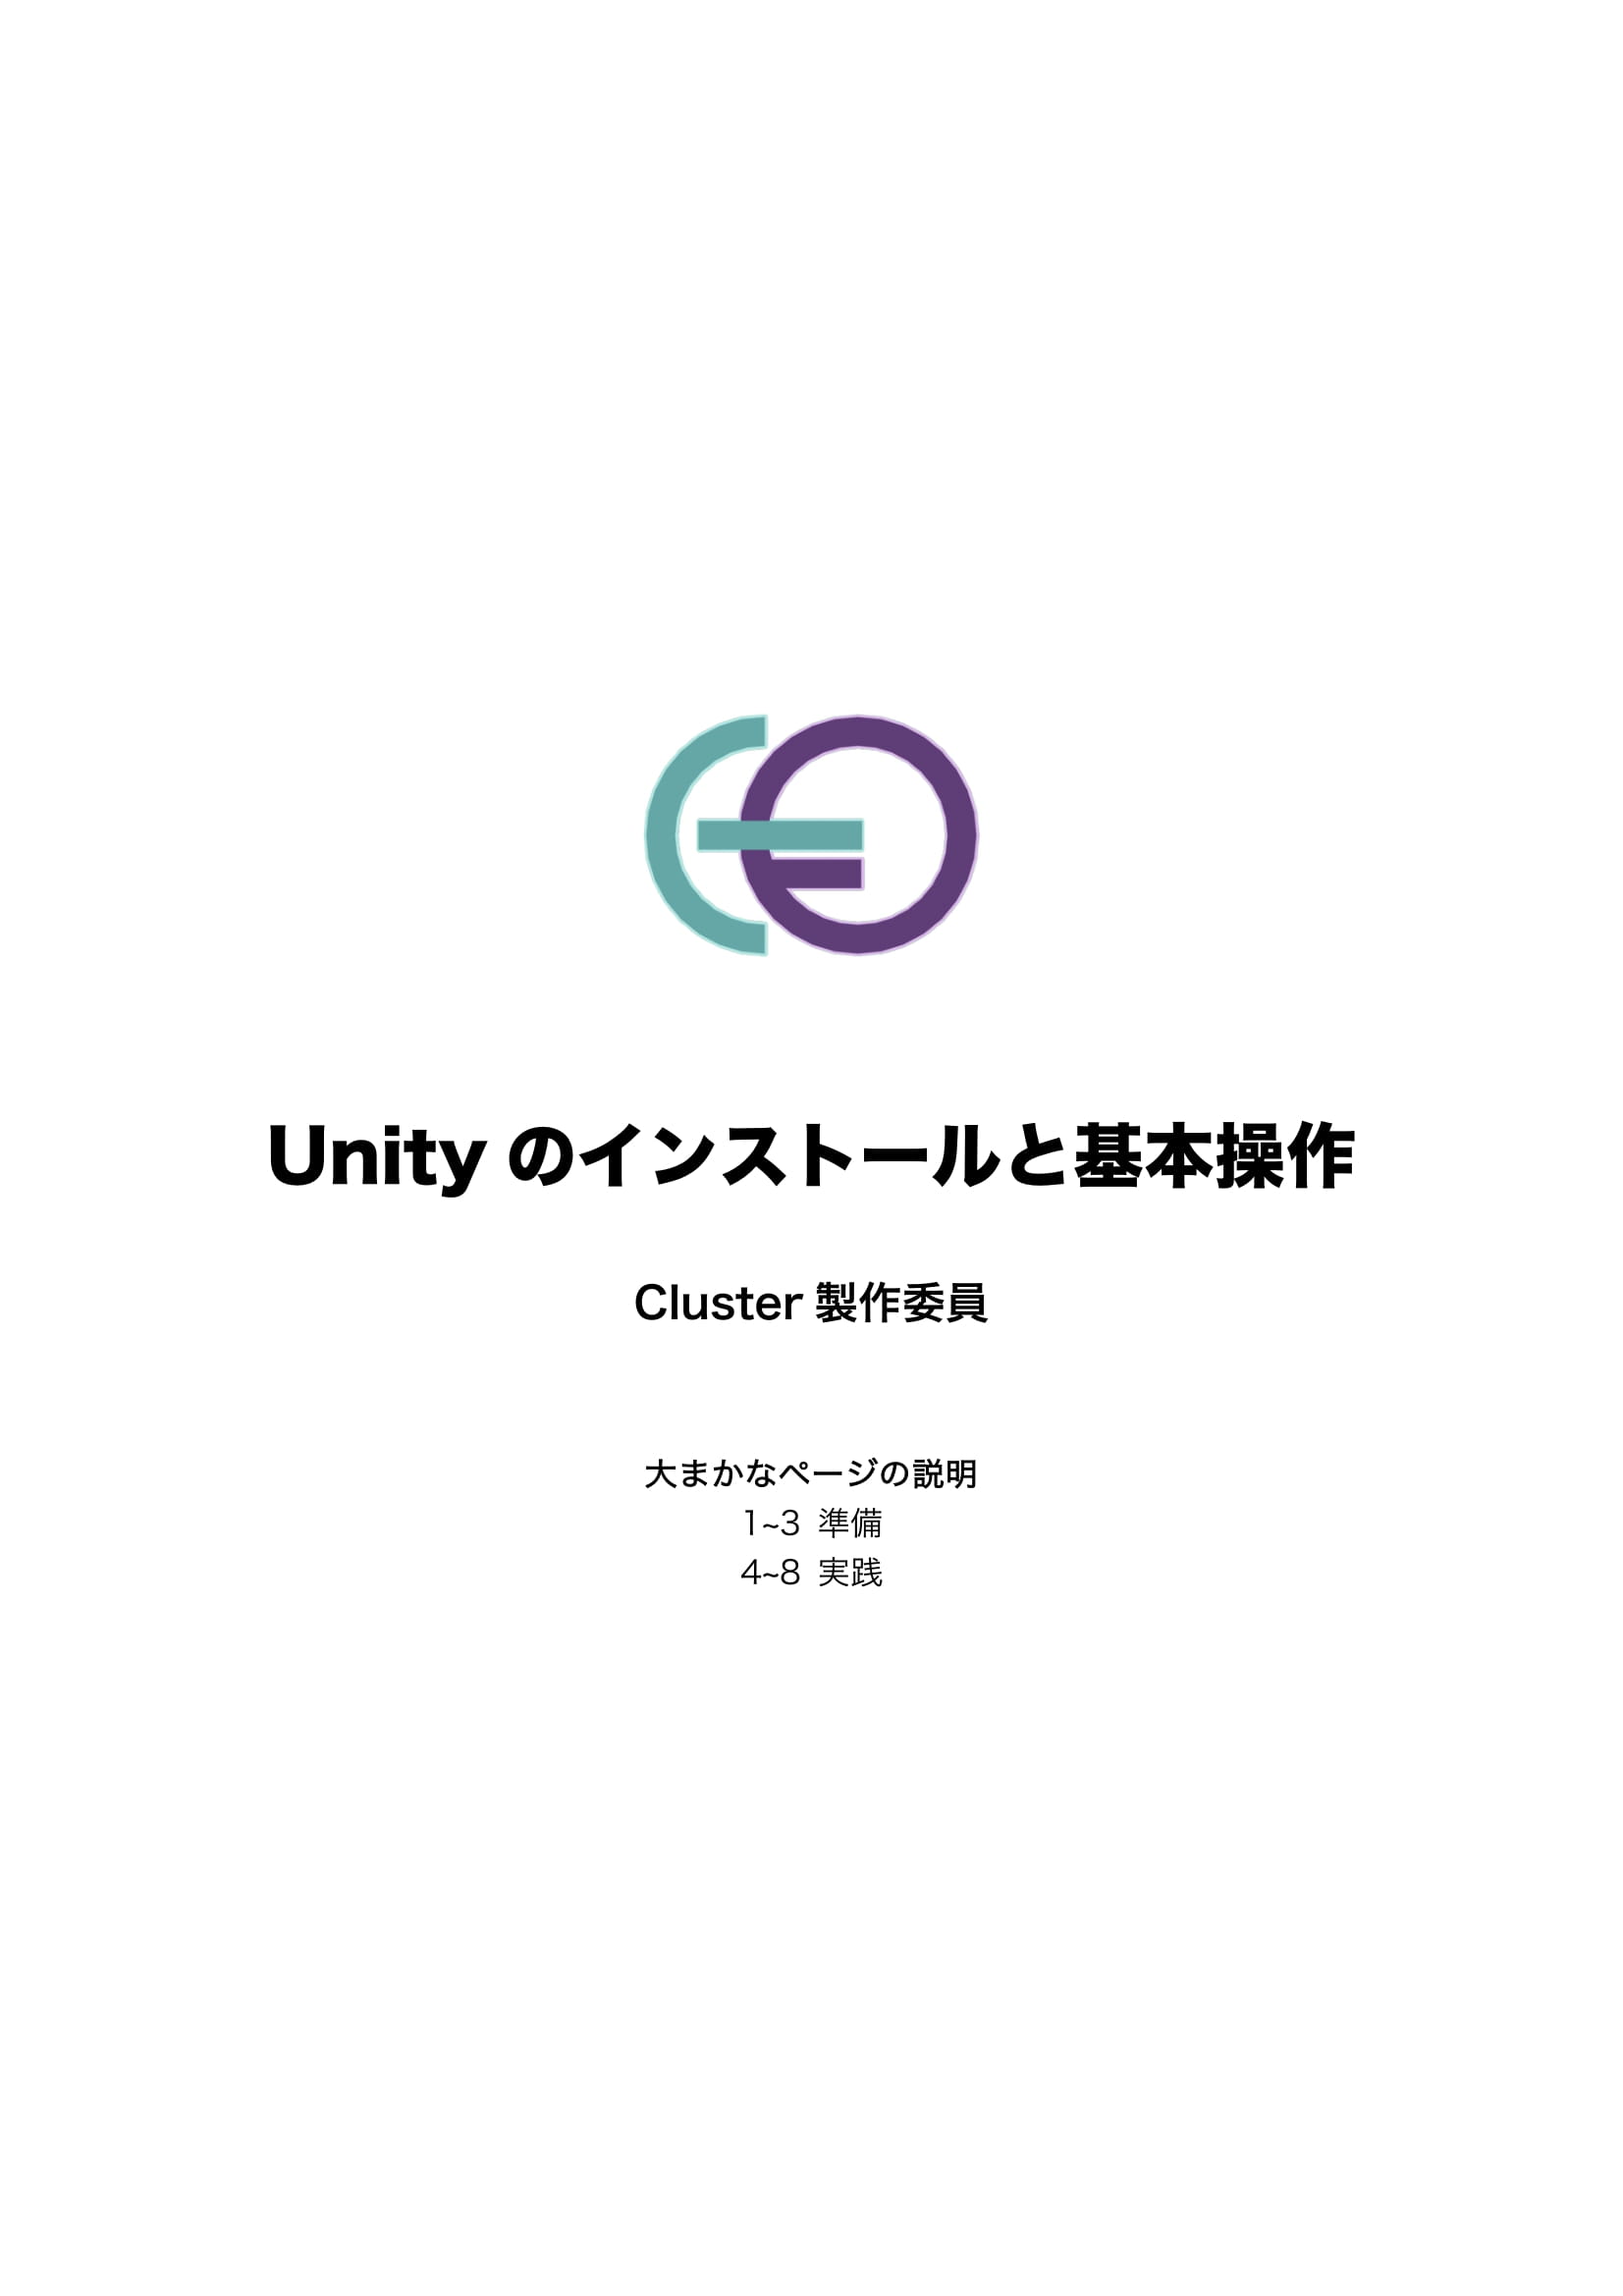 Unity のインストールと基本操作
Cluster 製作委員
大まかなページの説明
1~3 準備
4~8 実践